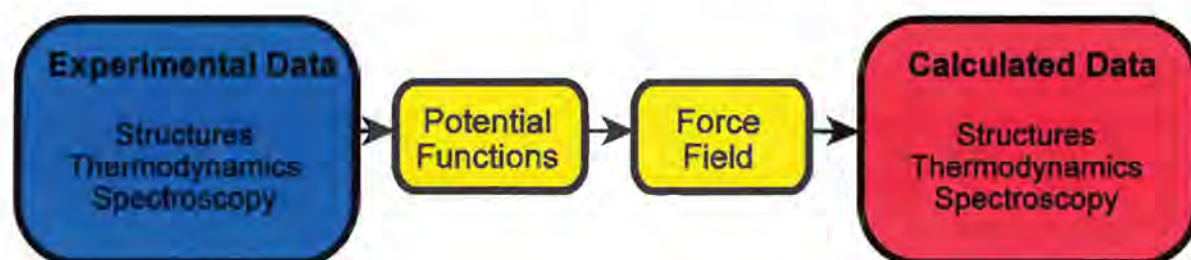 Experimental Data
Structures
Thermodynamics
Spectroscopy
Potential
Functions
Force
Field
Calculated Data
Structures
Thermodynamics
Spectroscopy